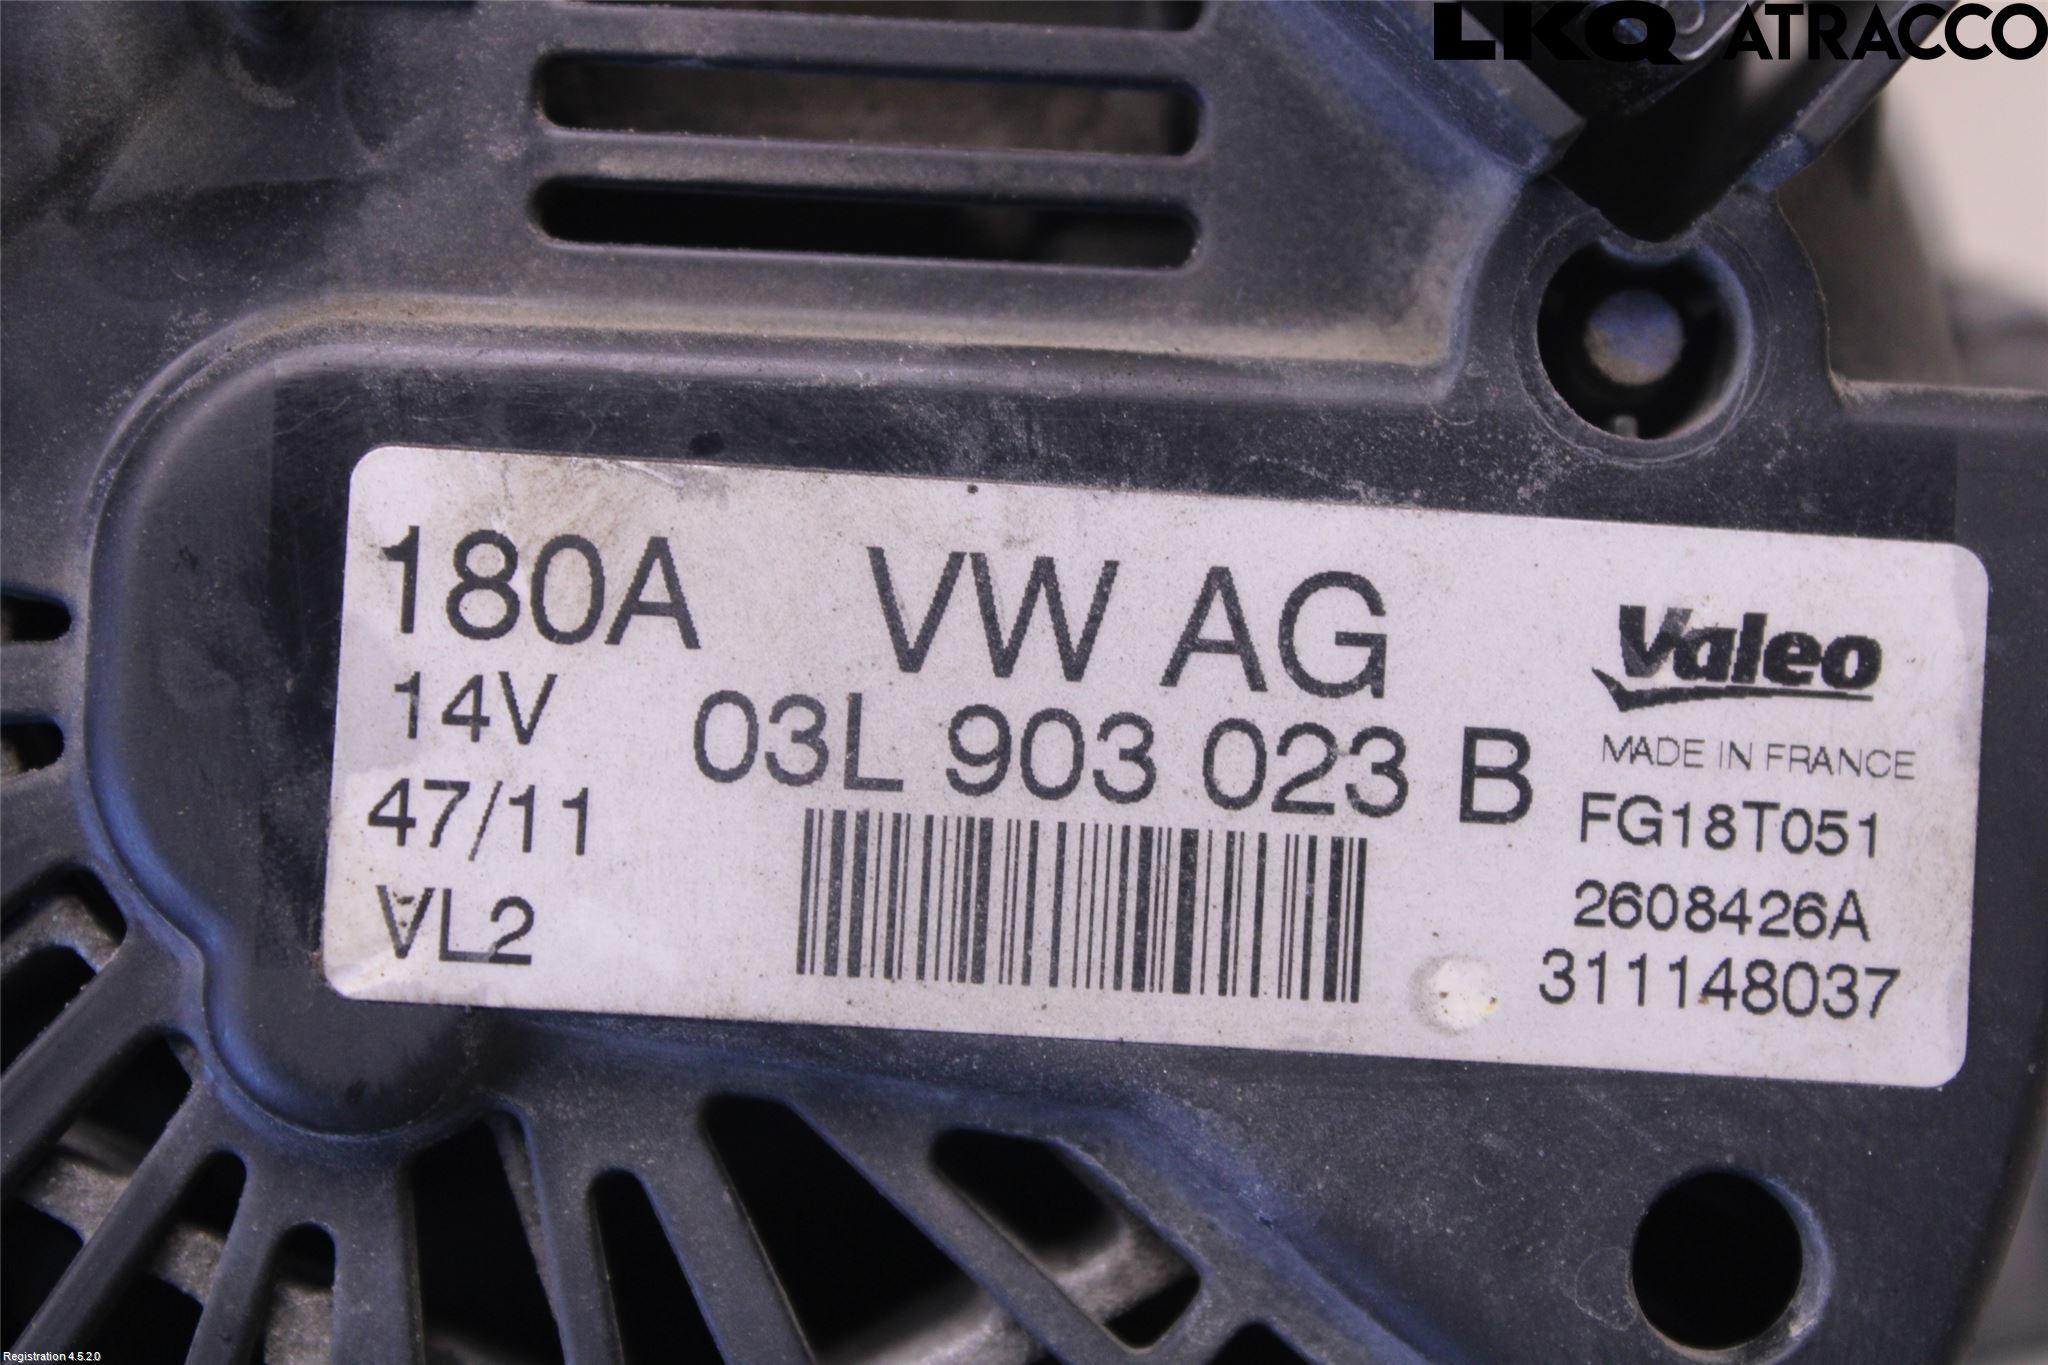 LKQ ATRACCO
180A
14V
47/11
VL2
VW AG
03L 903 023 B
Valeo
MADE IN FRANCE
FG18T051
2608426A
311148037
Registration 4.5.2.0